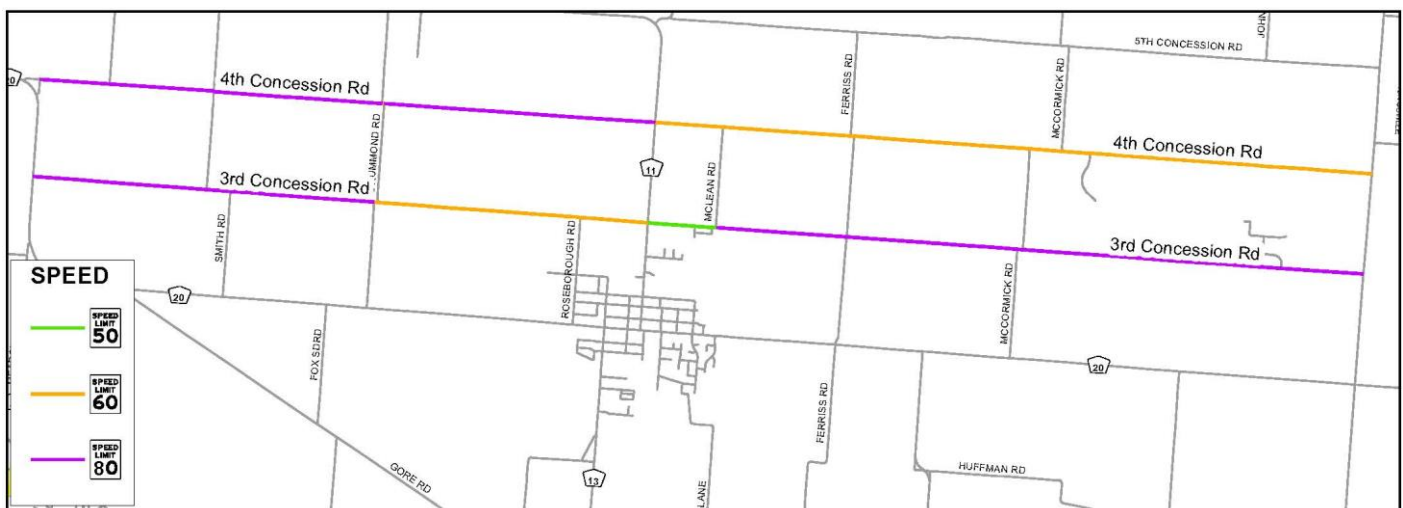 5TH CONCESSION RD
JOHN
20
4th Concession Rd
FERRISS RD
MCCORMICK RD
4th Concession Rd
UMMOND RD
11
MCLEAN RD
3rd Concession Rd
3rd Concession Rd
SMITH RD
ROSEBOROUGH RD
MCCORMICK RD
SPEED
SPEED
LIMIT
50
SPEED
LIMIT
60
SPEED
LIMIT
80
20
FOX SDRD
20
FERRISS RD
GORE RD
13
LANE
HUFFMAN RD